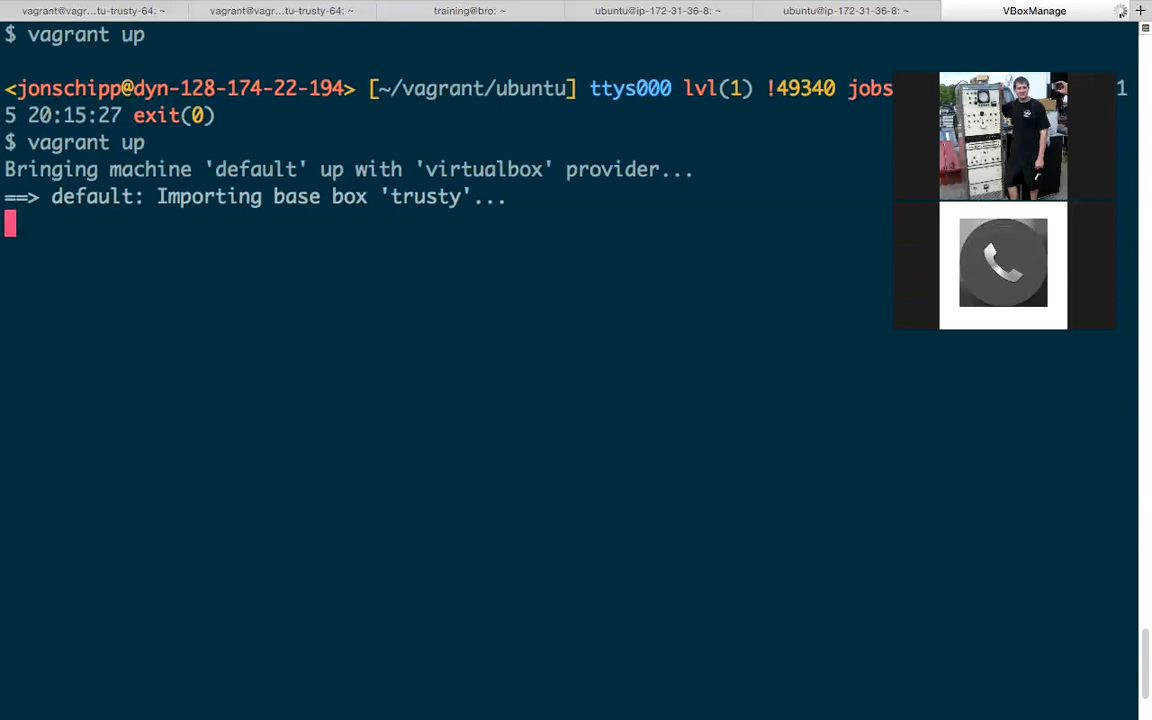 vagrant@vagr...tu-trusty-64: ~ vagrant@vagr...tu-trusty-64: ~ training@bro: ~ ubuntu@ip-172-31-36-8: ~ ubuntu@ip-172-31-36-8: ~ VBoxManage
$ vagrant up
<jonschipp@dyn-128-174-22-194> [~/vagrant/ubuntu] ttys000 lvl(1) !49340 jobs 1
5 20:15:27 exit(0)
$ vagrant up
Bringing machine 'default' up with 'virtualbox' provider...
==> default: Importing base box 'trusty'...